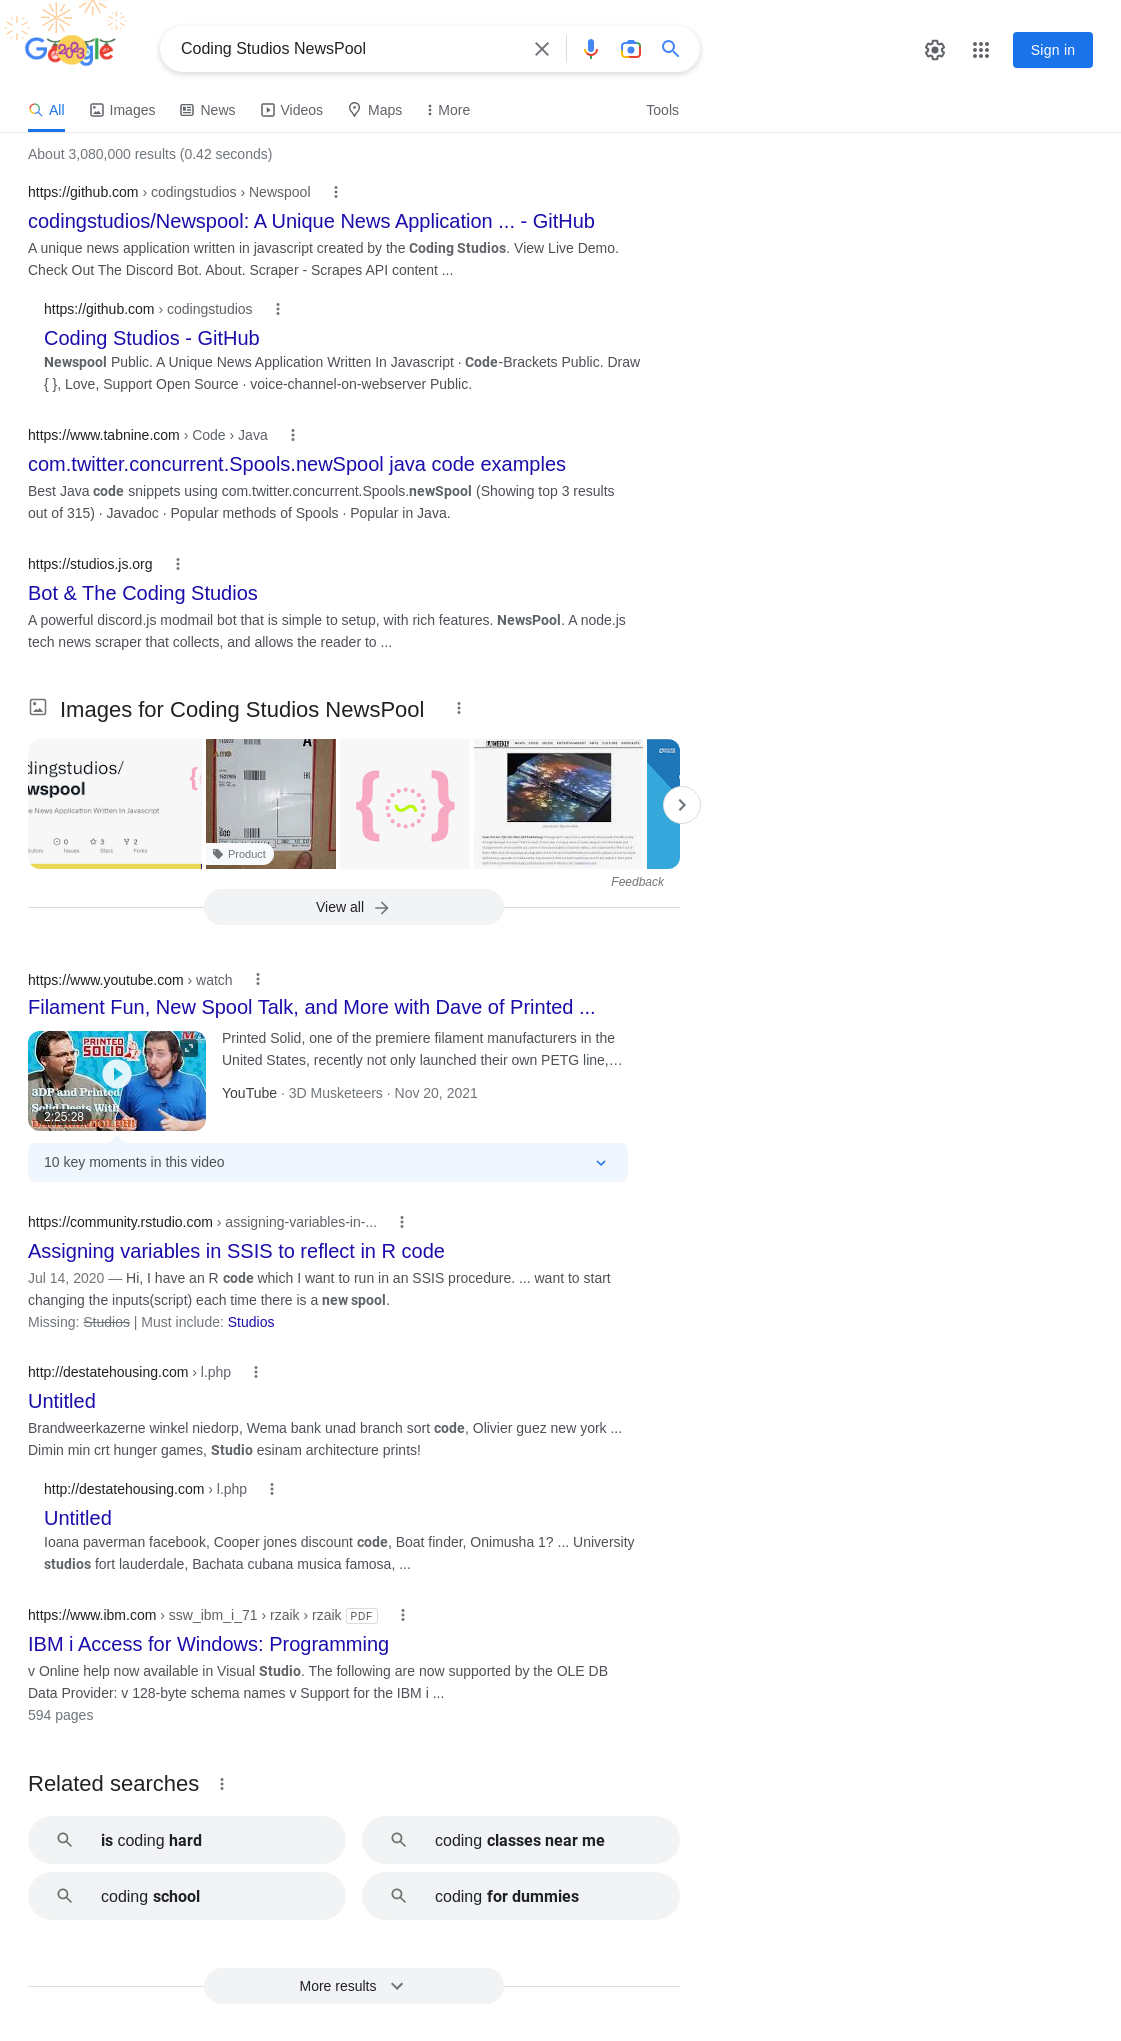 Google
2023
Coding Studios NewsPool
Sign in
All
Images
News
Videos
Maps
More
Tools
About 3,080,000 results (0.42 seconds)
https://github.com › codingstudios › Newspool
codingstudios/Newspool: A Unique News Application ... - GitHub
A unique news application written in javascript created by the Coding Studios. View Live Demo.
Check Out The Discord Bot. About. Scraper - Scrapes API content ...
https://github.com › codingstudios
Coding Studios - GitHub
Newspool Public. A Unique News Application Written In Javascript · Code-Brackets Public. Draw
{ }, Love, Support Open Source · voice-channel-on-webserver Public.
https://www.tabnine.com › Code › Java
com.twitter.concurrent.Spools.newSpool java code examples
Best Java code snippets using com.twitter.concurrent.Spools.newSpool (Showing top 3 results
out of 315) · Javadoc · Popular methods of Spools · Popular in Java.
https://studios.js.org
Bot & The Coding Studios
A powerful discord.js modmail bot that is simple to setup, with rich features. NewsPool. A node.js
tech news scraper that collects, and allows the reader to ...
Images for Coding Studios NewsPool
dingstudios/
wspool
e News Application Written In Javascript
0
3
2
Issues
Stars
Forks
Product
WEEKLY
Feedback
View all
https://www.youtube.com › watch
Filament Fun, New Spool Talk, and More with Dave of Printed ...
PRINTED
SOLID
3DP and Printed
Solid Deets With
2:25:28
Printed Solid, one of the premiere filament manufacturers in the
United States, recently not only launched their own PETG line,...
YouTube · 3D Musketeers · Nov 20, 2021
10 key moments in this video
https://community.rstudio.com › assigning-variables-in-...
Assigning variables in SSIS to reflect in R code
Jul 14, 2020 — Hi, I have an R code which I want to run in an SSIS procedure. ... want to start
changing the inputs(script) each time there is a new spool.
Missing: Studios | Must include: Studios
http://destatehousing.com › l.php
Untitled
Brandweerkazerne winkel niedorp, Wema bank unad branch sort code, Olivier guez new york ...
Dimin min crt hunger games, Studio esinam architecture prints!
http://destatehousing.com › l.php
Untitled
Ioana paverman facebook, Cooper jones discount code, Boat finder, Onimusha 1? ... University
studios fort lauderdale, Bachata cubana musica famosa, ...
https://www.ibm.com › ssw_ibm_i_71 › rzaik › rzaik PDF
IBM i Access for Windows: Programming
v Online help now available in Visual Studio. The following are now supported by the OLE DB
Data Provider: v 128-byte schema names v Support for the IBM i ...
594 pages
Related searches
is coding hard
coding classes near me
coding school
coding for dummies
More results